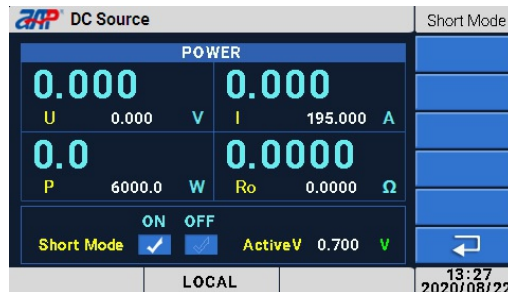 AAP DC Source Short Mode
POWER
0.000 0.000
U 0.000 V I 195.000 A
0.0 0.0000
P 6000.0 W Ro 0.0000 Ω
ON OFF
Short Mode ActiveV 0.700 V
LOCAL 13:27
2020/08/22